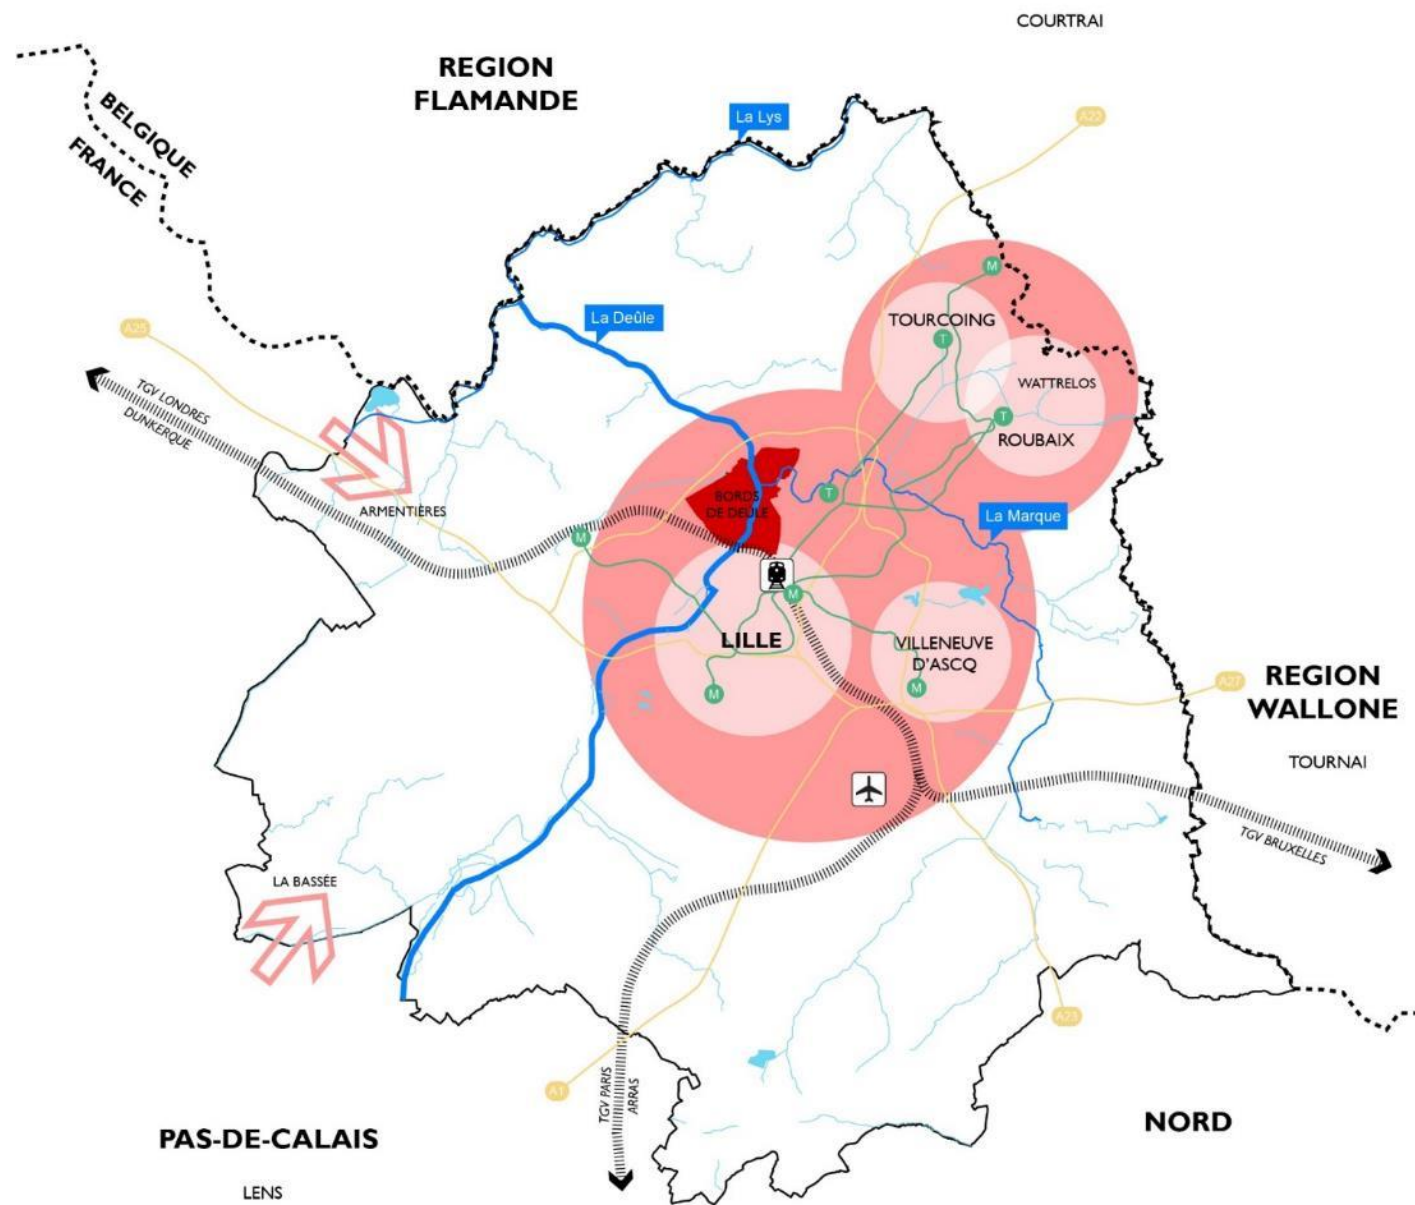 COURTRAI
REGION
FLAMANDE
BELGIQUE
FRANCE
La Lys
A22
M
La Deûle
TOURCOING
T
A25
WATTRELOS
TGV LONDRES
DUNKERQUE
T
ROUBAIX
BORDS
DE DEULE
T
ARMENTIÈRES
La Marque
M
M
LILLE
VILLENEUVE
D'ASCQ
M
M
A27
REGION
WALLONE
TOURNAI
TGV BRUXELLES
LA BASSÉE
A23
A1
TGV PARIS
ARRAS
NORD
PAS-DE-CALAIS
LENS